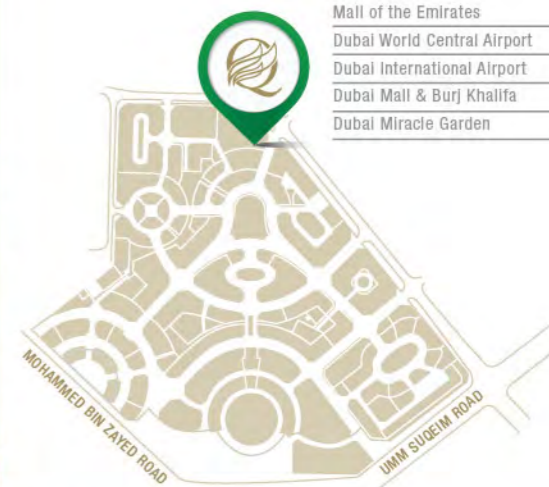 Mall of the Emirates
Dubai World Central Airport
Dubai International Airport
Dubai Mall & Burj Khalifa
Dubai Miracle Garden
MOHAMMED BIN ZAYED ROAD
UMM SUQEIM ROAD